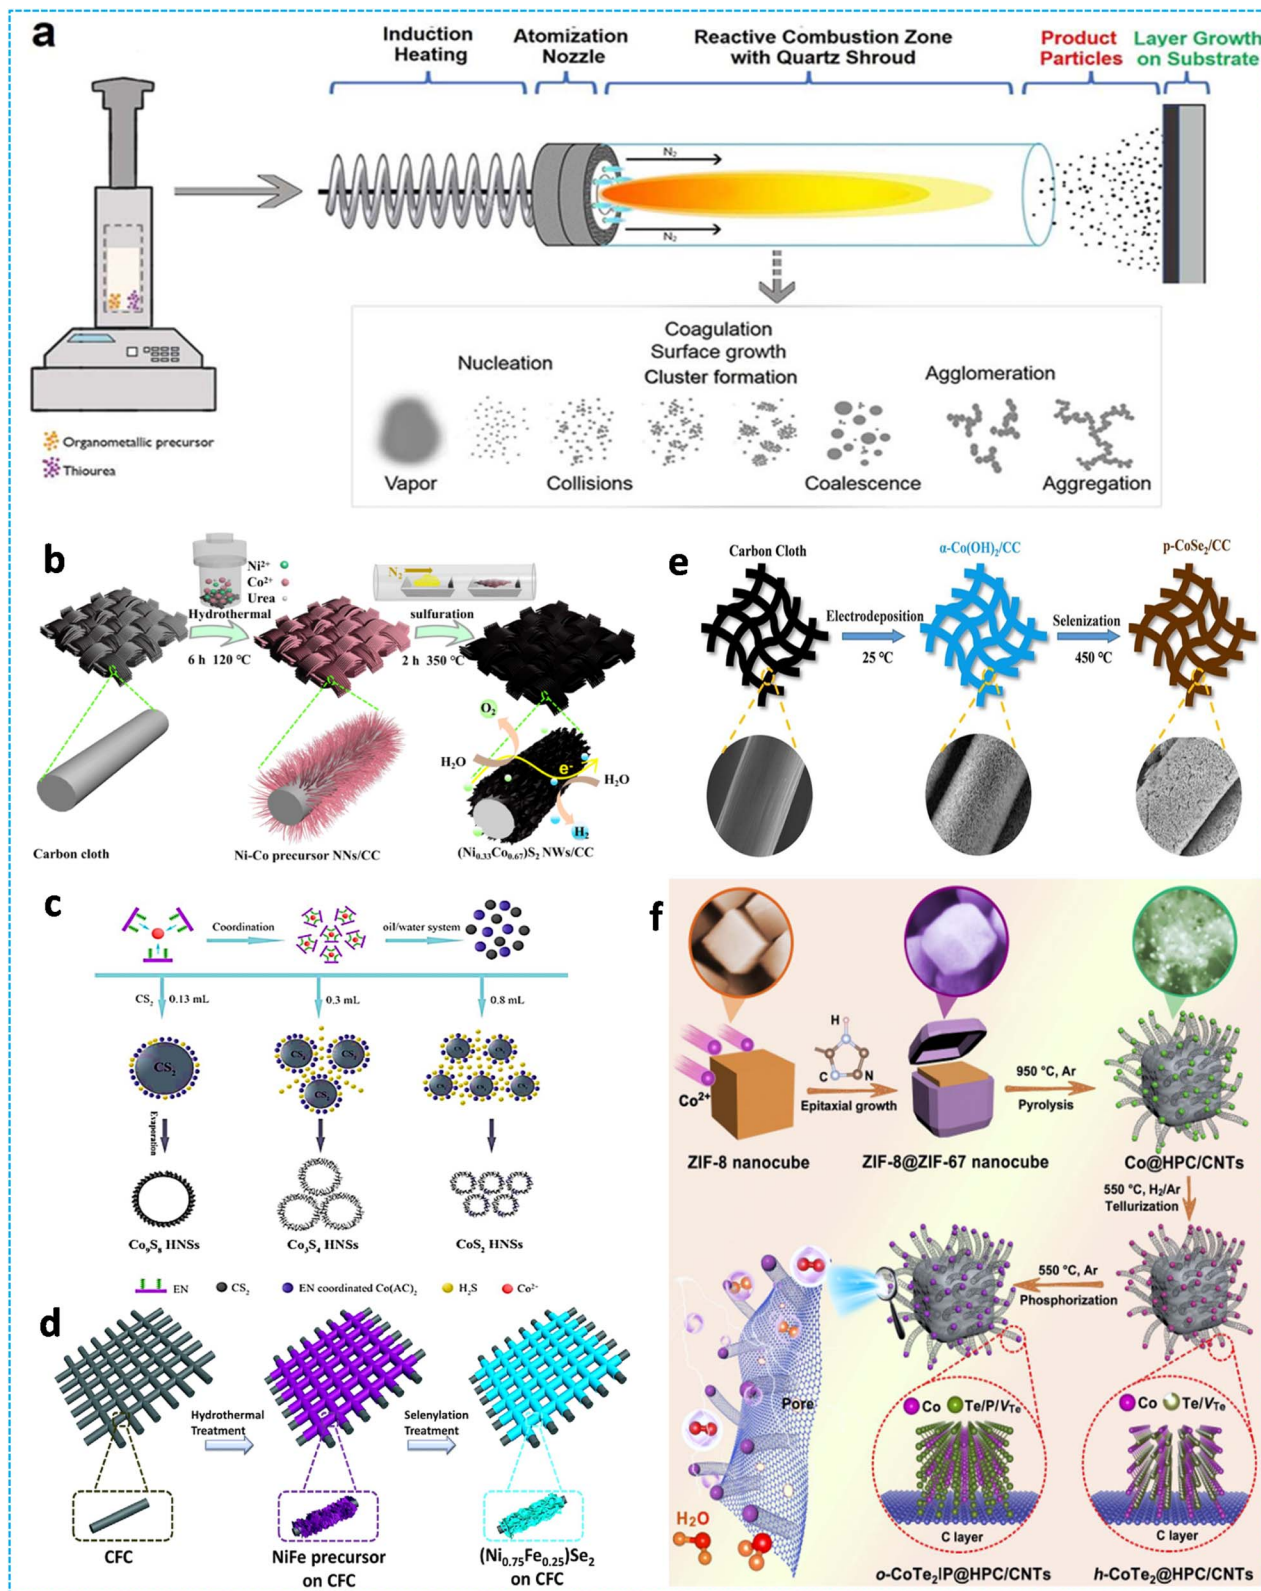 a
Induction
Heating
Atomization
Nozzle
Reactive Combustion Zone
with Quartz Shroud
Product
Particles
Layer Growth
on Substrate
N₂
N₂
Organometallic precursor
Thiourea
Coagulation
Surface growth
Cluster formation
Nucleation
Agglomeration
Vapor
Collisions
Coalescence
Aggregation
b
Ni²⁺
Co²⁺
Urea
Hydrothermal
6 h 120 °C
N₂
sulfuration
2 h 350 °C
O₂
H₂O
e⁻
H₂O
H₂
Carbon cloth
Ni-Co precursor NNs/CC
(Ni₀.₃₃Co₀.₆₇)S₂ NWs/CC
e
Carbon Cloth
α-Co(OH)₂/CC
p-CoSe₂/CC
Electrodeposition
25 °C
Selenization
450 °C
c
Coordination
oil/water system
CS₂
0.13 mL
0.3 mL
0.8 mL
CS₂
CS₂
CS₂
CS₂
Evaporation
Co₉S₈ HNSs
Co₃S₄ HNSs
CoS₂ HNSs
EN
CS₂
EN coordinated Co(AC)₂
H₂S
Co²⁺
d
Hydrothermal
Treatment
Selenylation
Treatment
CFC
NiFe precursor
on CFC
(Ni₀.₇₅Fe₀.₂₅)Se₂
on CFC
f
Co²⁺
H
C
N
Epitaxial growth
950 °C, Ar
Pyrolysis
ZIF-8 nanocube
ZIF-8@ZIF-67 nanocube
Co@HPC/CNTs
550 °C, H₂/Ar
Tellurization
550 °C, Ar
Phosphorization
Pore
H₂O
Co Te/P/V_Te
C layer
o-CoTe₂|P@HPC/CNTs
Co Te/V_Te
C layer
h-CoTe₂@HPC/CNTs